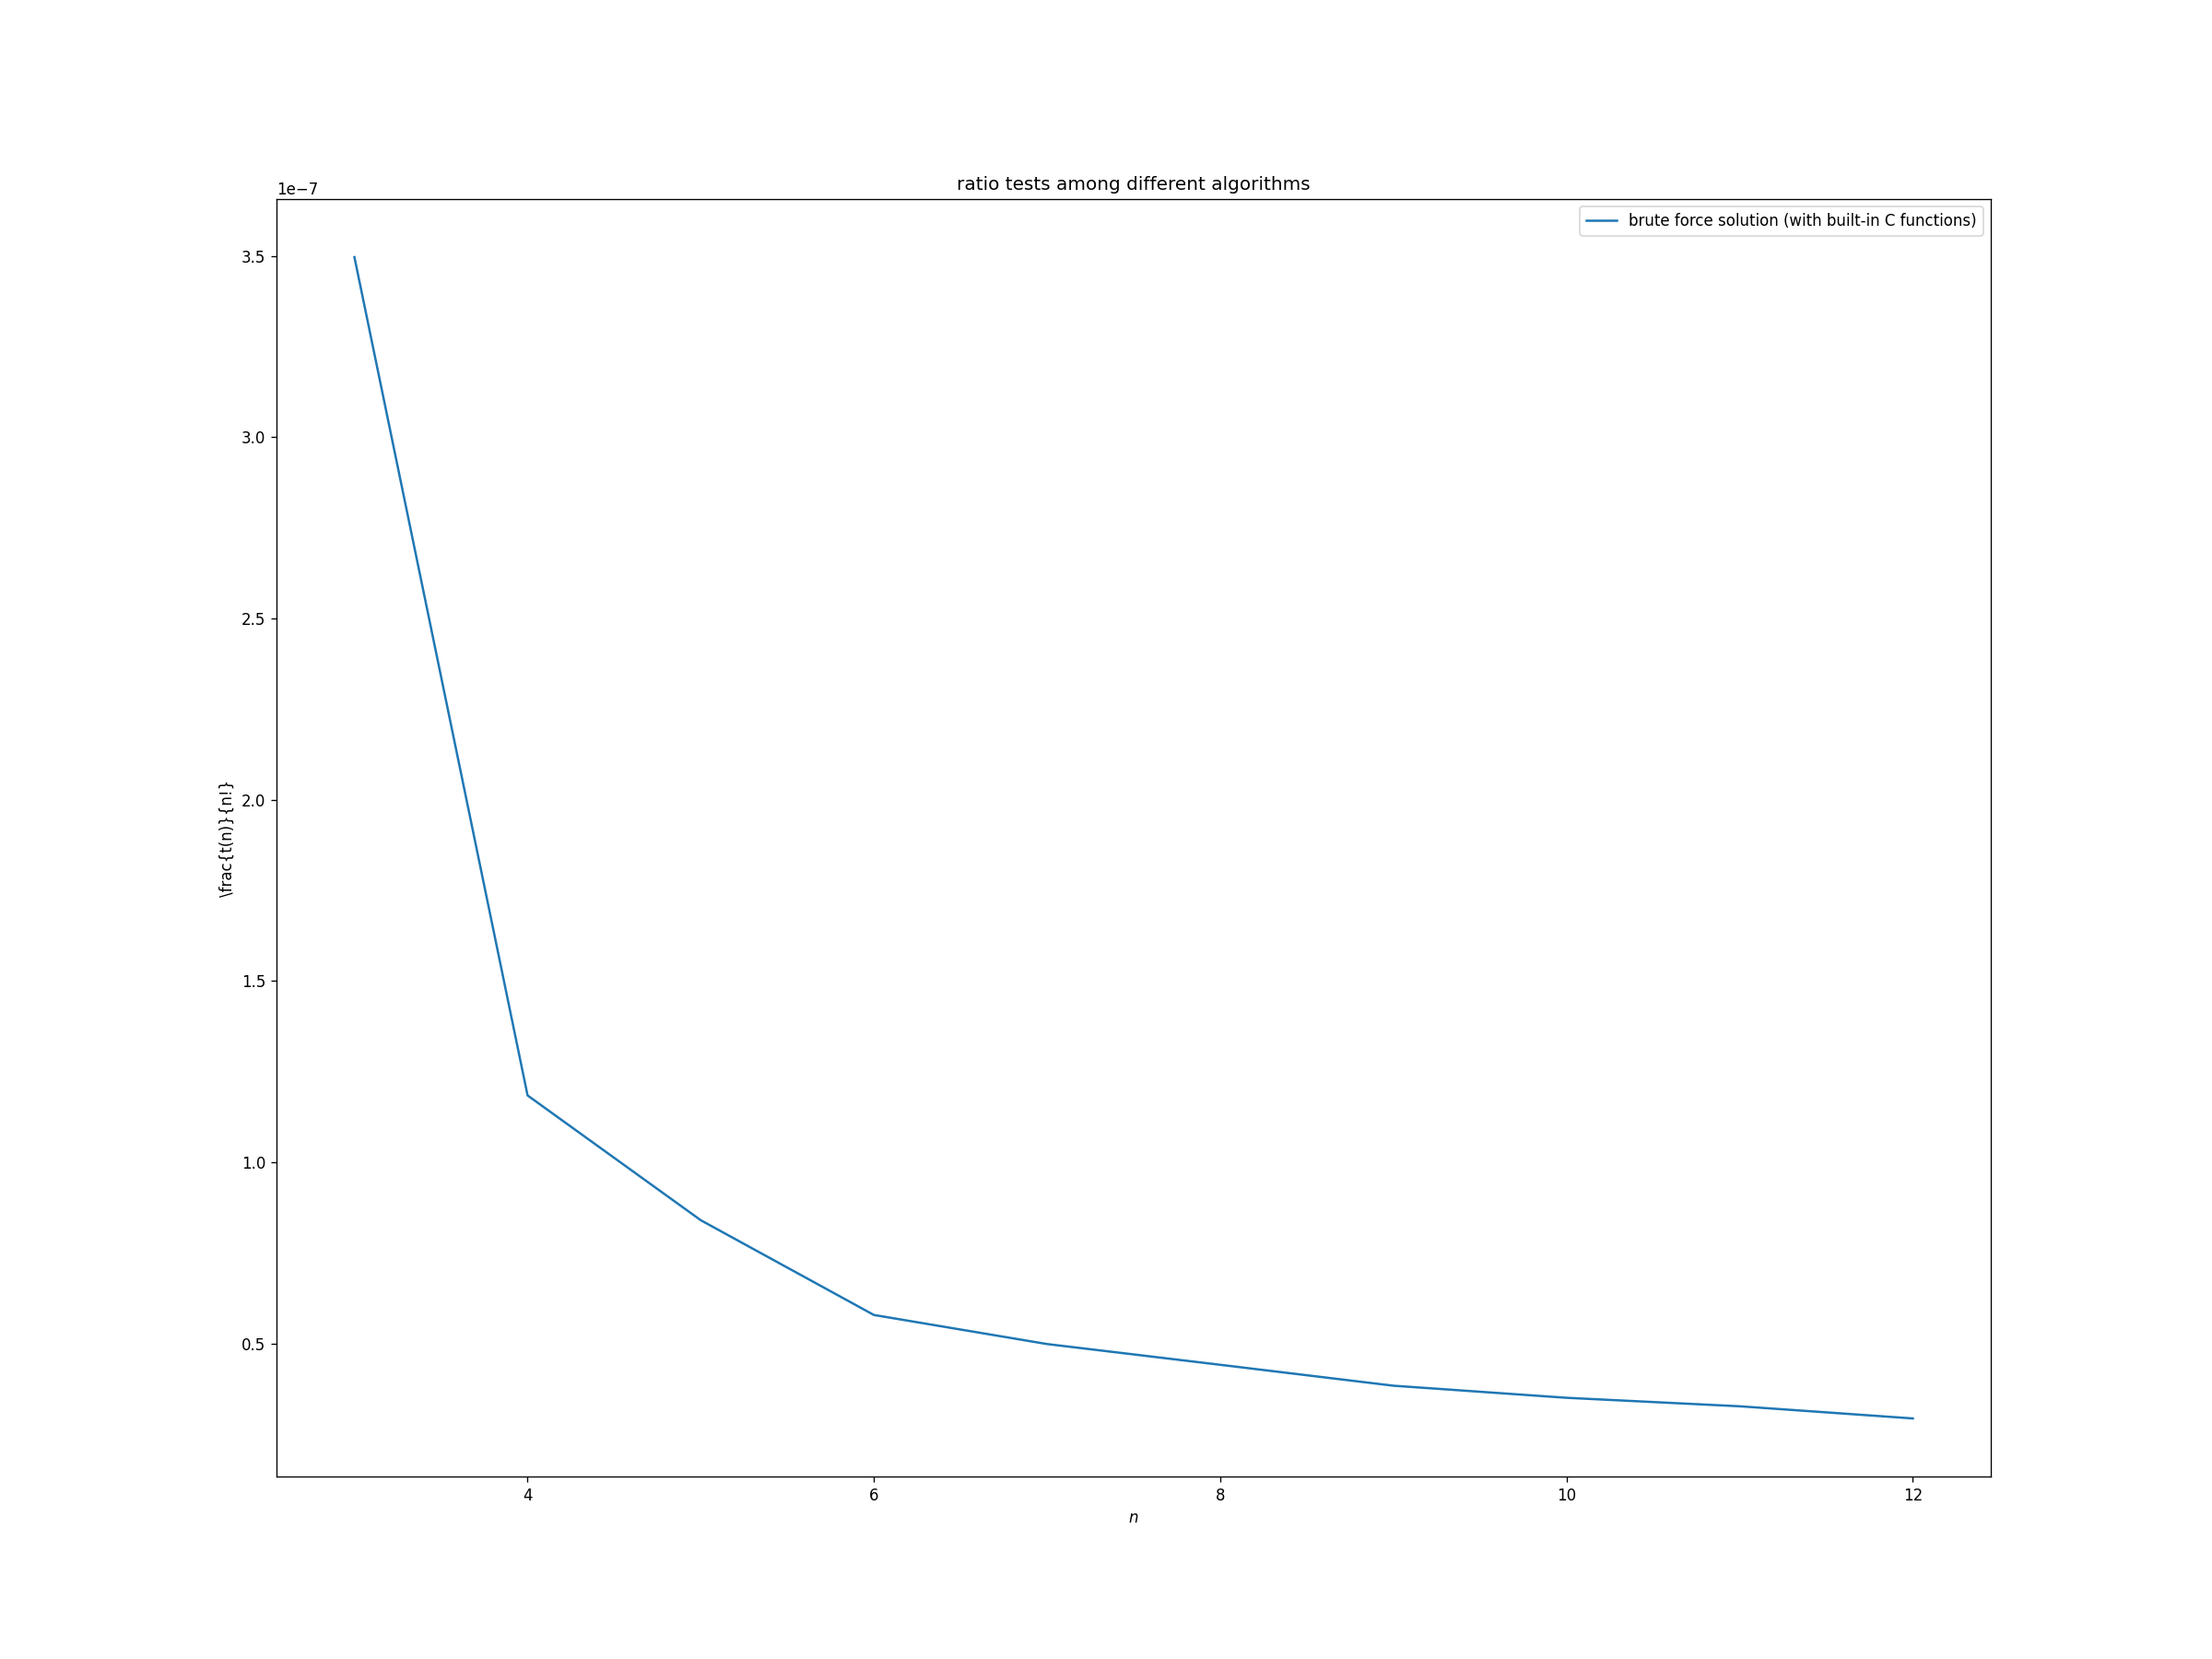 ratio tests among different algorithms
1e−7
brute force solution (with built-in C functions)
3.5
3.0
2.5
2.0
1.5
1.0
0.5
\frac{t(n)}{n!}
4
6
8
10
12
n